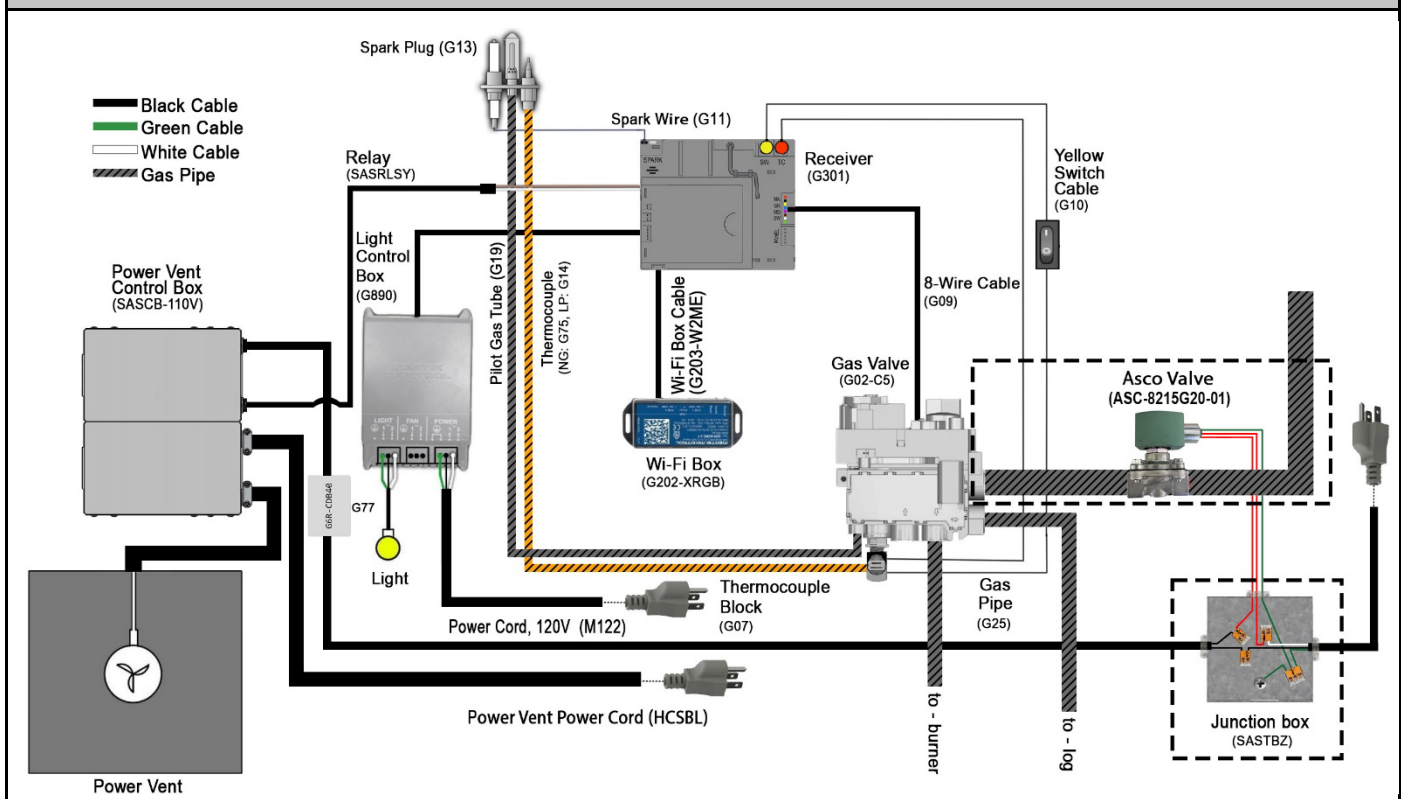 Spark Plug (G13)
Black Cable
Green Cable
White Cable
Gas Pipe
Spark Wire (G11)
Relay
(SASRLSY)
SPARK
SW
TC
Receiver
(G301)
Yellow
Switch
Cable
(G10)
Light
Control
Box
(G890)
Power Vent
Control Box
(SASCB-110V)
Pilot Gas Tube (G19)
Thermocouple
(NG: G75, LP: G14)
Wi-Fi Box Cable
(G203-W2ME)
8-Wire Cable
(G09)
Gas Valve
(G02-C5)
Asco Valve
(ASC-8215G20-01)
LIGHT
FAN
POWER
Wi-Fi Box
(G202-XRGB)
G6R-CDB40
G77
Light
Thermocouple
Block
(G07)
Gas
Pipe
(G25)
Power Cord, 120V (M122)
Power Vent Power Cord (HCSBL)
to - burner
to - log
Junction box
(SASTBZ)
Power Vent